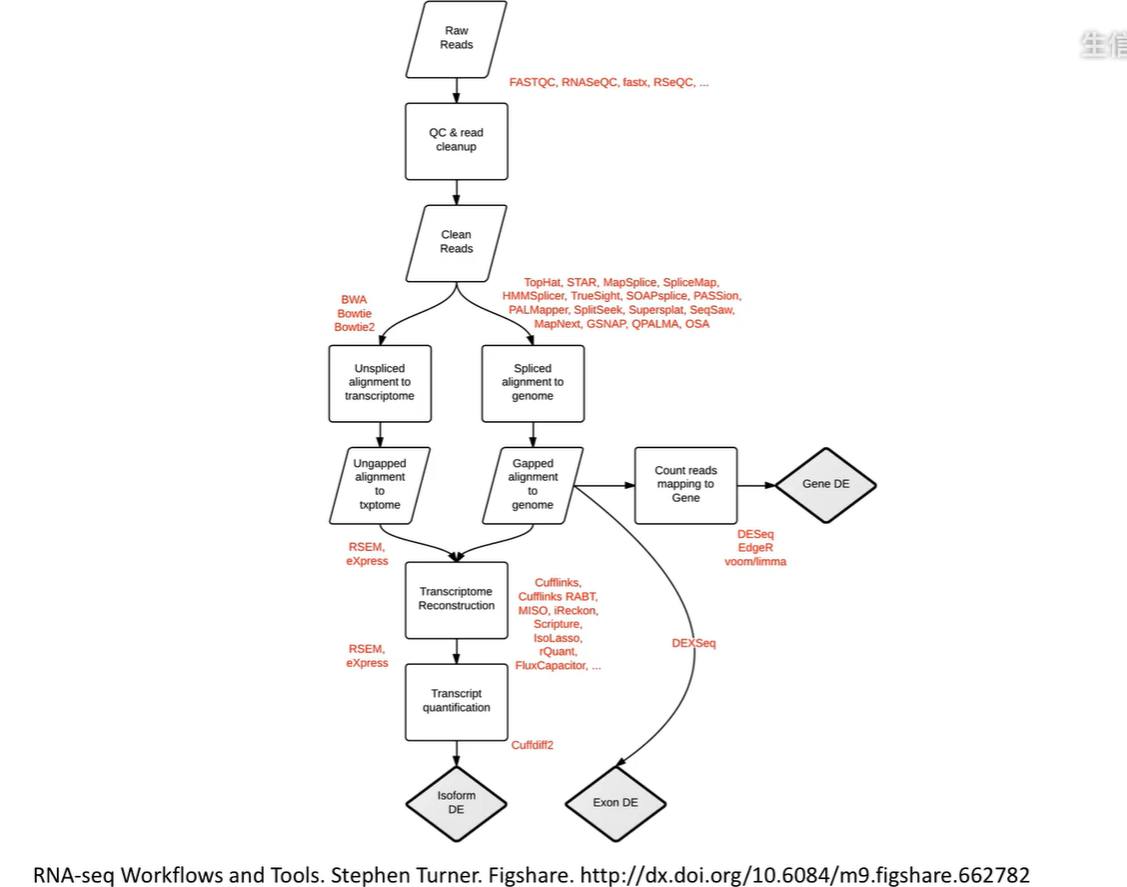 Raw
Reads
生信
FASTQC, RNASeQC, fastx, RSeQC, ...
QC & read
cleanup
Clean
Reads
BWA
Bowtie
Bowtie2
TopHat, STAR, MapSplice, SpliceMap,
HMMSplicer, TrueSight, SOAPsplice, PASSion,
PALMapper, SplitSeek, Supersplat, SeqSaw,
MapNext, GSNAP, QPALMA, OSA
Unspliced
alignment to
transcriptome
Spliced
alignment to
genome
Ungapped
alignment
to
txptome
Gapped
alignment
to
genome
Count reads
mapping to
Gene
Gene DE
DESeq
EdgeR
voom/limma
RSEM,
eXpress
Transcriptome
Reconstruction
Cufflinks,
Cufflinks RABT,
MISO, iReckon,
Scripture,
IsoLasso,
rQuant,
FluxCapacitor, ...
DEXSeq
RSEM,
eXpress
Transcript
quantification
Cuffdiff2
Isoform
DE
Exon DE
RNA-seq Workflows and Tools. Stephen Turner. Figshare. http://dx.doi.org/10.6084/m9.figshare.662782